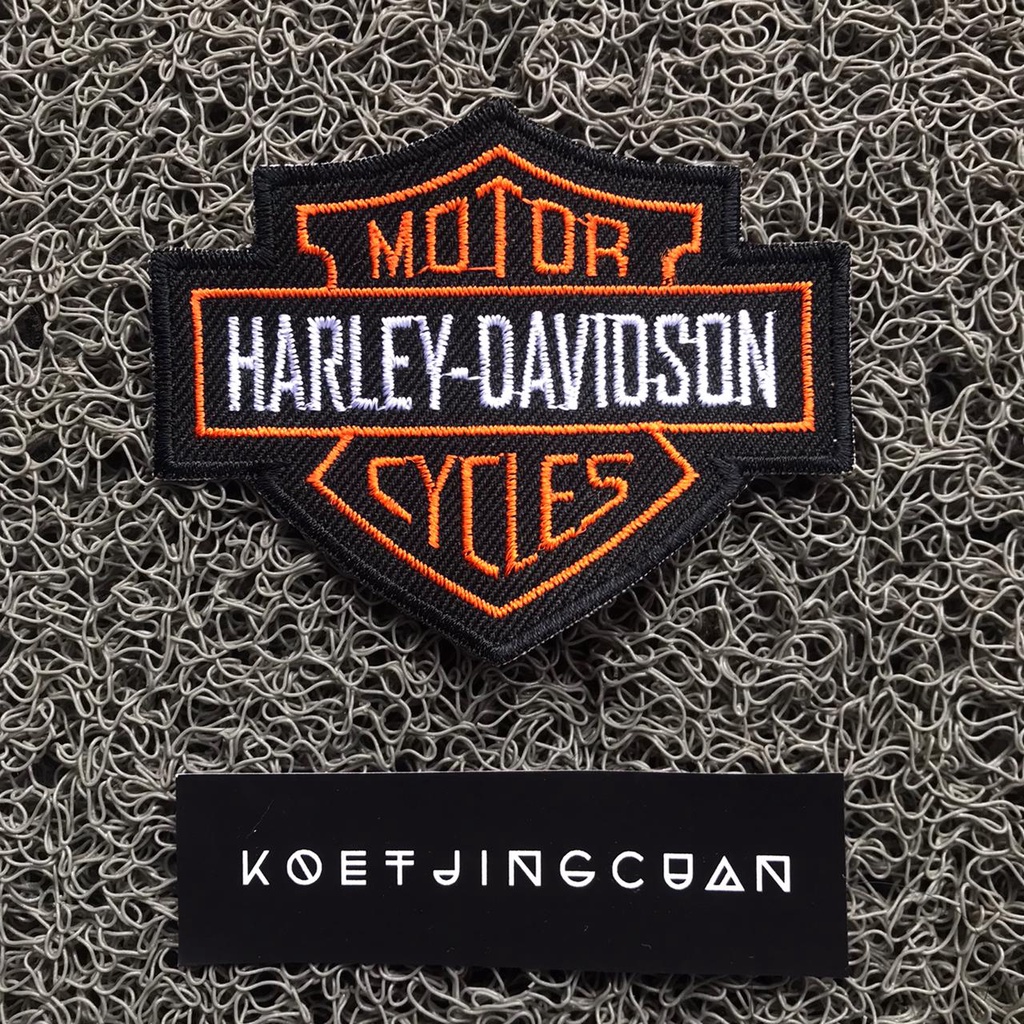 MOTOR
HARLEY-DAVIDSON
CYCLES
KOETJINGCUAN